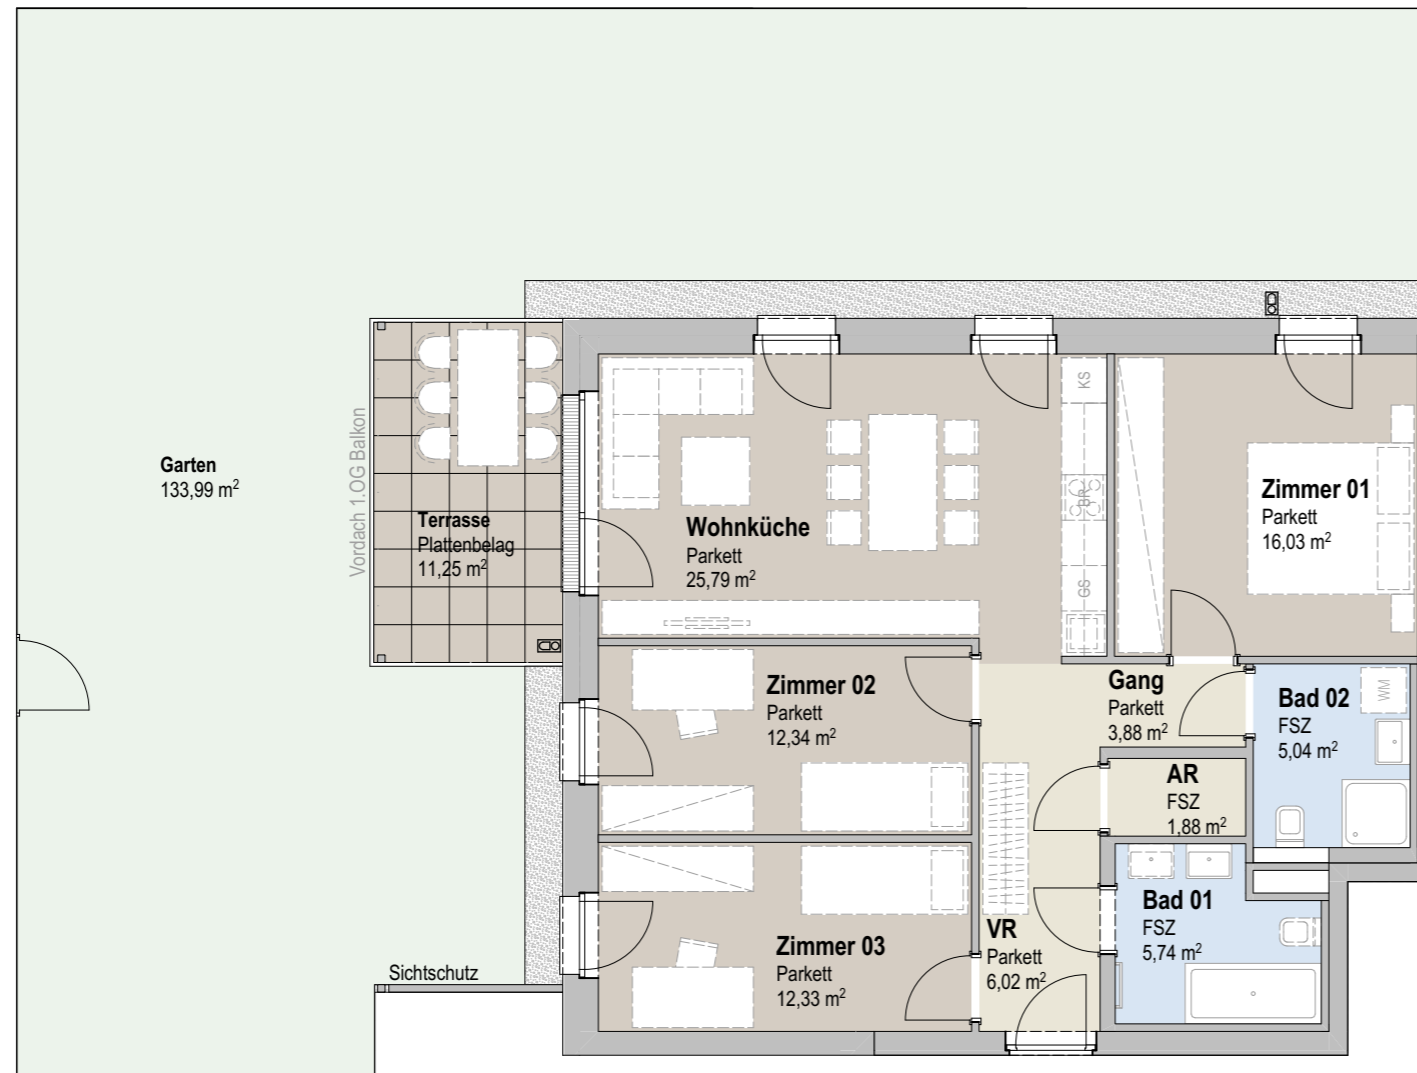 Garten
133,99 m²
Vordach 1.OG Balkon
Terrasse
Plattenbelag
11,25 m²
Wohnküche
Parkett
25,79 m²
KS
BR
GS
Zimmer 01
Parkett
16,03 m²
Zimmer 02
Parkett
12,34 m²
Gang
Parkett
3,88 m²
Bad 02
FSZ
5,04 m²
WM
AR
FSZ
1,88 m²
Zimmer 03
Parkett
12,33 m²
VR
Parkett
6,02 m²
Bad 01
FSZ
5,74 m²
Sichtschutz